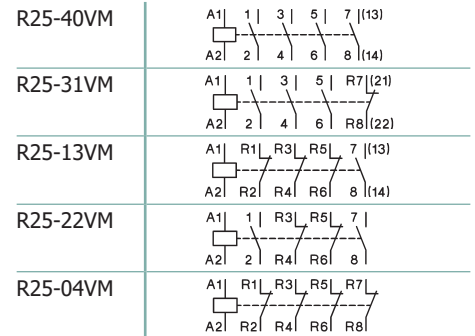 R25-40VM
A1 1 3 5 7 (13)
A2 2 4 6 8 (14)
R25-31VM
A1 1 3 5 R7 (21)
A2 2 4 6 R8 (22)
R25-13VM
A1 R1 R3 R5 7 (13)
A2 R2 R4 R6 8 (14)
R25-22VM
A1 1 R3 R5 7
A2 2 R4 R6 8
R25-04VM
A1 R1 R3 R5 R7
A2 R2 R4 R6 R8